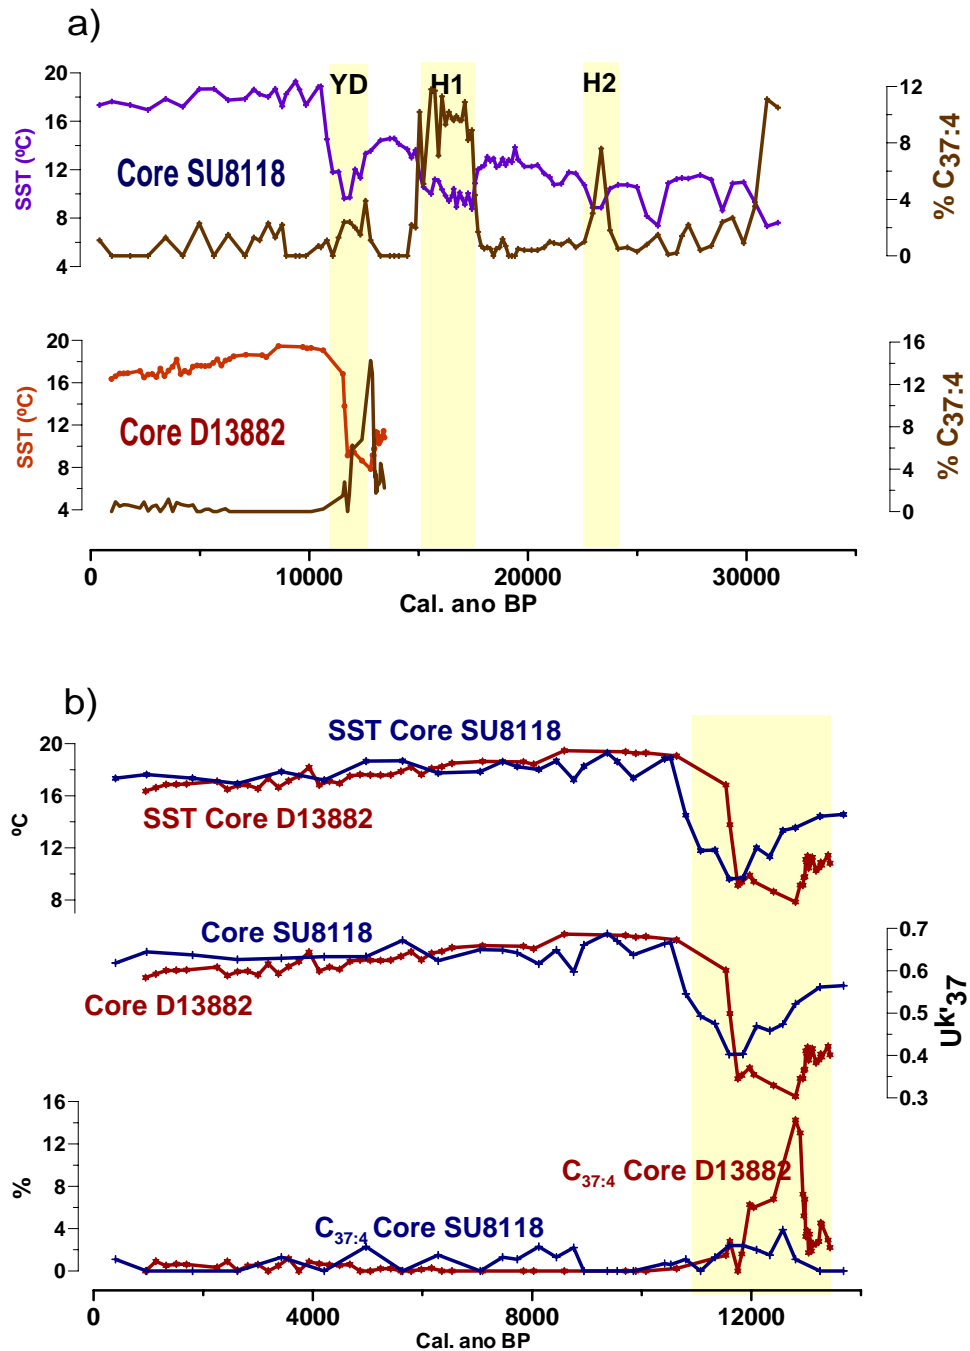 a)
YD H1 H2
20 16 12 8 4
SST (ºC)
Core SU8118
12 8 4 0
% C37:4
20 16 12 8 4
SST (ºC)
Core D13882
16 12 8 4 0
% C37:4
0 10000 20000 30000
Cal. ano BP
b)
SST Core SU8118
20 16 12 8
ºC
SST Core D13882
Core SU8118
Core D13882
0.7 0.6 0.5 0.4 0.3
Uk'37
16 12 8 4 0
%
C37:4 Core D13882
C37:4 Core SU8118
0 4000 8000 12000
Cal. ano BP